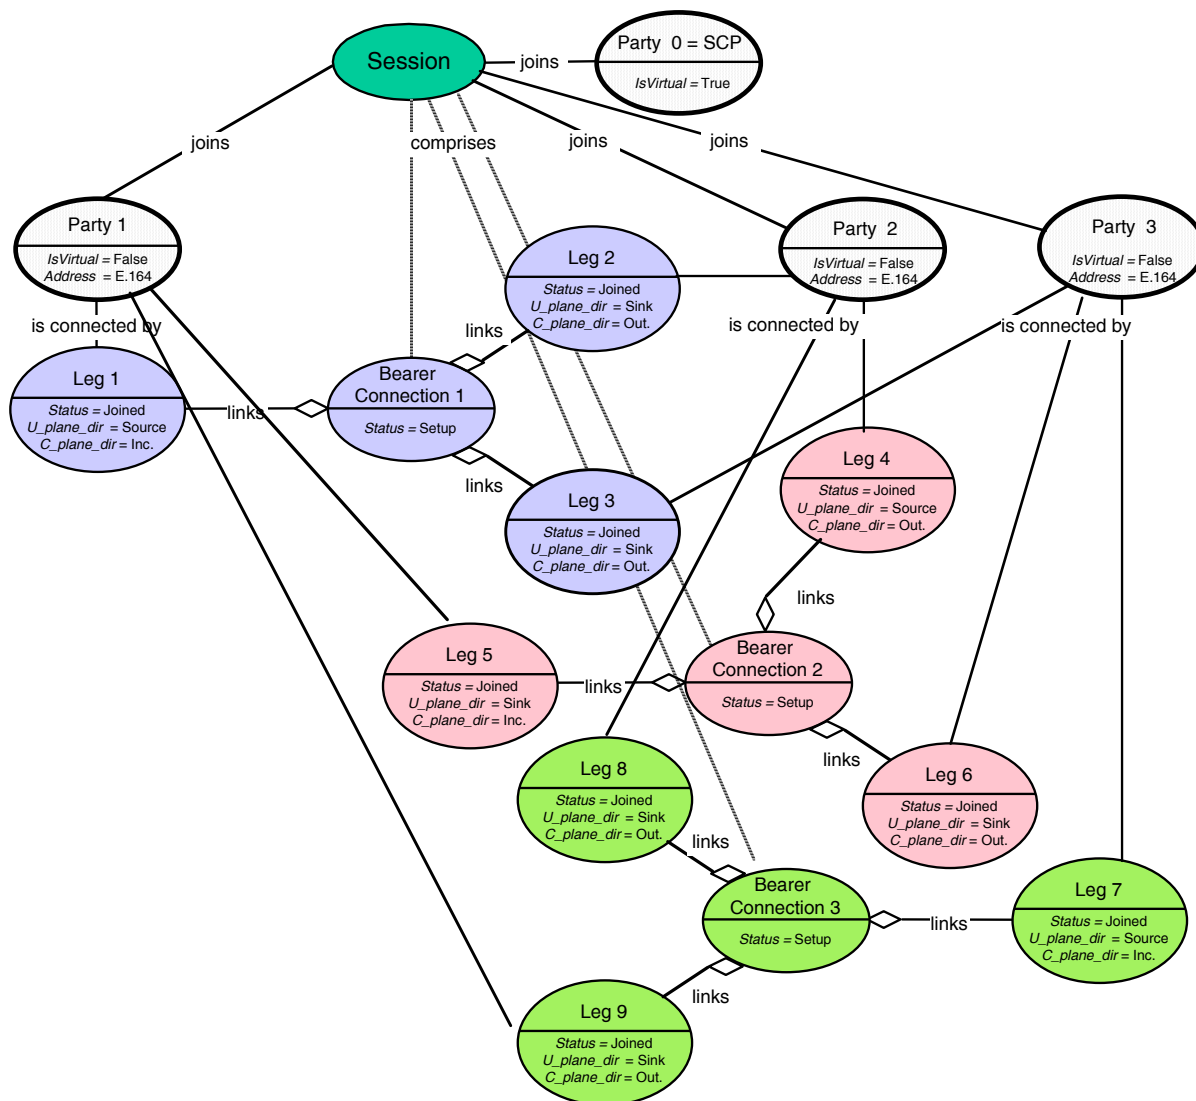 Session
joins
Party 0 = SCP
IsVirtual = True
joins
comprises
joins
joins
Party 1
IsVirtual = False
Address = E.164
Party 2
IsVirtual = False
Address = E.164
Party 3
IsVirtual = False
Address = E.164
Leg 2
Status = Joined
U_plane_dir = Sink
C_plane_dir = Out.
is connected by
links
is connected by
is connected by
Leg 1
Status = Joined
U_plane_dir = Source
C_plane_dir = Inc.
links
Bearer
Connection 1
Status = Setup
links
Leg 3
Status = Joined
U_plane_dir = Sink
C_plane_dir = Out.
Leg 4
Status = Joined
U_plane_dir = Source
C_plane_dir = Out.
links
Leg 5
Status = Joined
U_plane_dir = Sink
C_plane_dir = Inc.
links
Bearer
Connection 2
Status = Setup
links
Leg 6
Status = Joined
U_plane_dir = Sink
C_plane_dir = Out.
Leg 8
Status = Joined
U_plane_dir = Sink
C_plane_dir = Out.
links
Bearer
Connection 3
Status = Setup
links
Leg 7
Status = Joined
U_plane_dir = Source
C_plane_dir = Inc.
links
Leg 9
Status = Joined
U_plane_dir = Sink
C_plane_dir = Out.